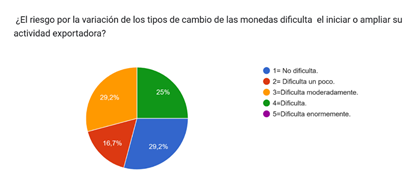 ¿El riesgo por la variación de los tipos de cambio de las monedas dificulta el iniciar o ampliar su
actividad exportadora?
1= No dificulta.
2= Dificulta un poco.
3=Dificulta moderadamente.
4=Dificulta.
5=Dificulta enormemente.
29,2%
25%
16,7%
29,2%